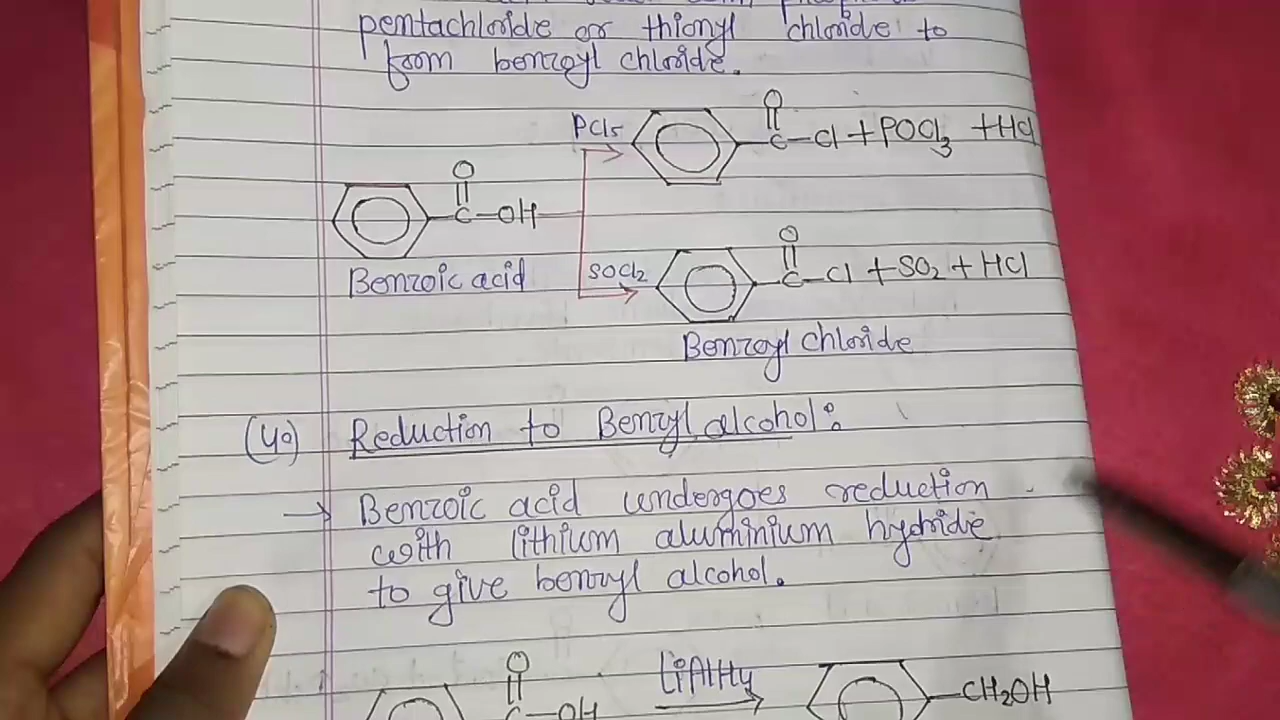 pentachloride or thionyl chloride to
form benzoyl chloride.
PCl5
O
C-Cl + POCl3 + HCl
O
C-OH
Benzoic acid
SOCl2
O
C-Cl + SO2 + HCl
Benzoyl chloride
(4.) Reduction to Benzyl alcohol:
→ Benzoic acid undergoes reduction
with lithium aluminium hydride
to give benzyl alcohol.
O
C-OH
LiAlH4
CH2OH